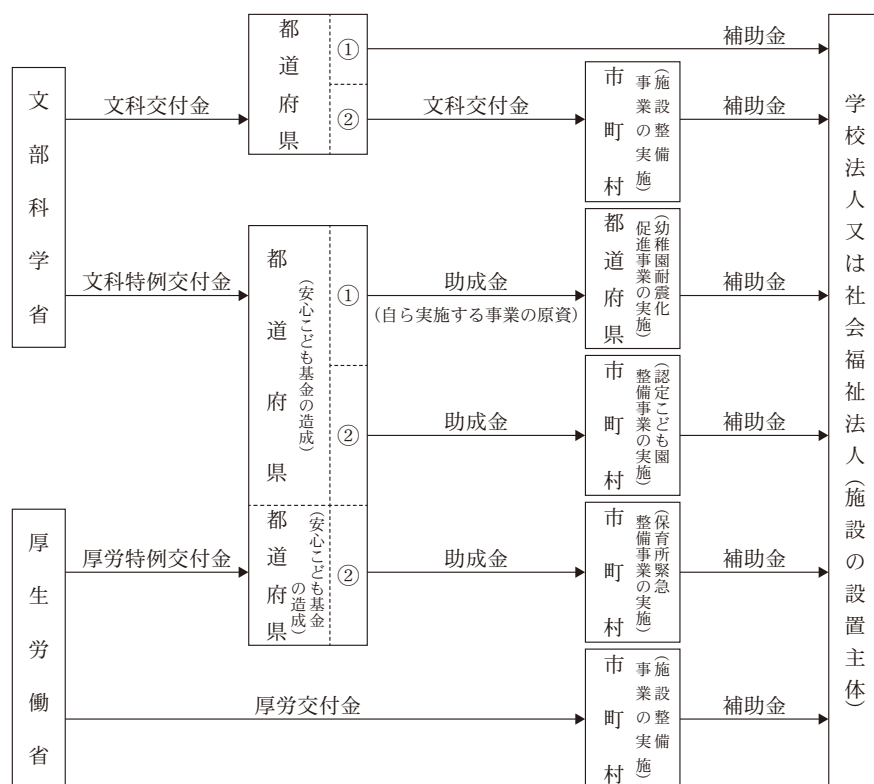 文部科学省
文科交付金
都道府県
①
②
補助金
文科交付金
市町村
(施設整備
事業の実施)
補助金
文科特例交付金
都道府県
(安心こども基金の造成)
①
②
助成金
(自ら実施する事業の原資)
都道府県
(幼稚園耐震化
促進事業の実施)
補助金
助成金
市町村
(認定こども園
整備事業の実施)
補助金
厚生労働省
厚労特例交付金
都道府県
(安心こども基金
の造成)
②
助成金
市町村
(保育所緊急
整備事業の実施)
補助金
厚労交付金
市町村
(施設整備
事業の実施)
補助金
学校法人又は社会福祉法人(施設の設置主体)